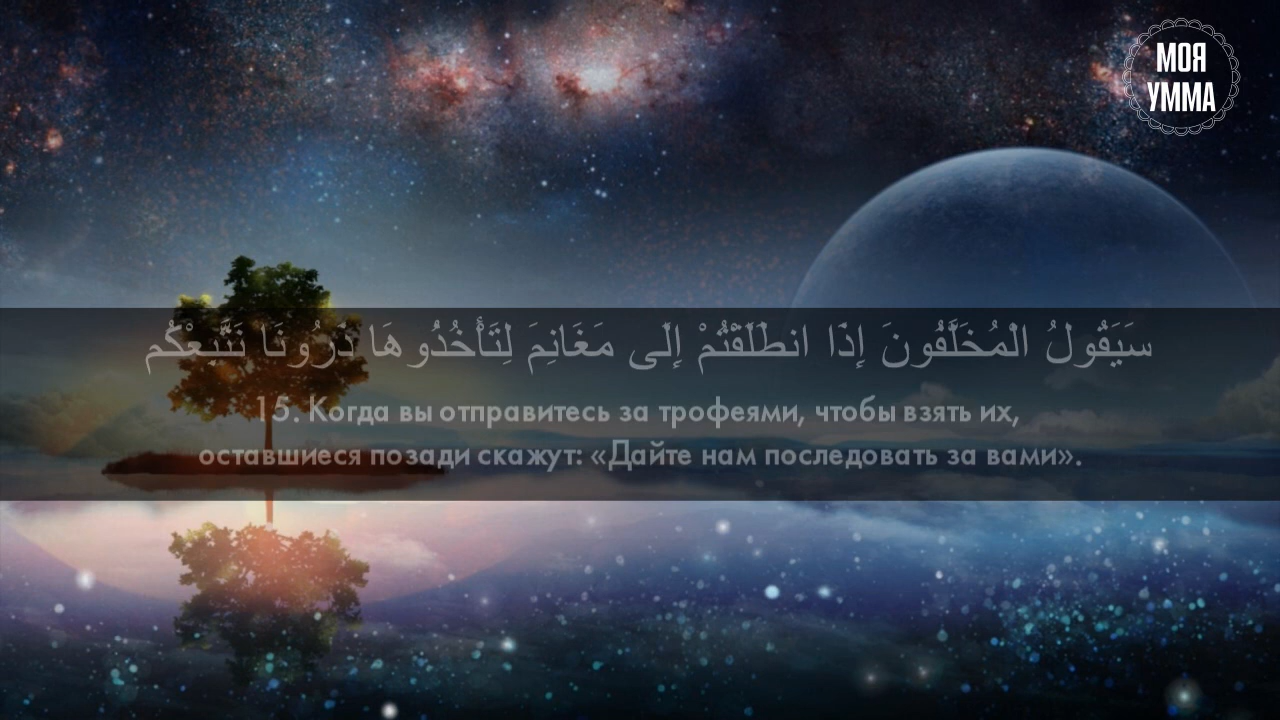 МОЯ
УММА
سَيَقُولُ الْمُخَلَّفُونَ إِذَا انطَلَقْتُمْ إِلَى مَغَانِمَ لِتَأْخُذُوهَا ذَرُونَا نَتَّبِعْكُمْ
15. Когда вы отправитесь за трофеями, чтобы взять их,
оставшиеся позади скажут: «Дайте нам последовать за вами».